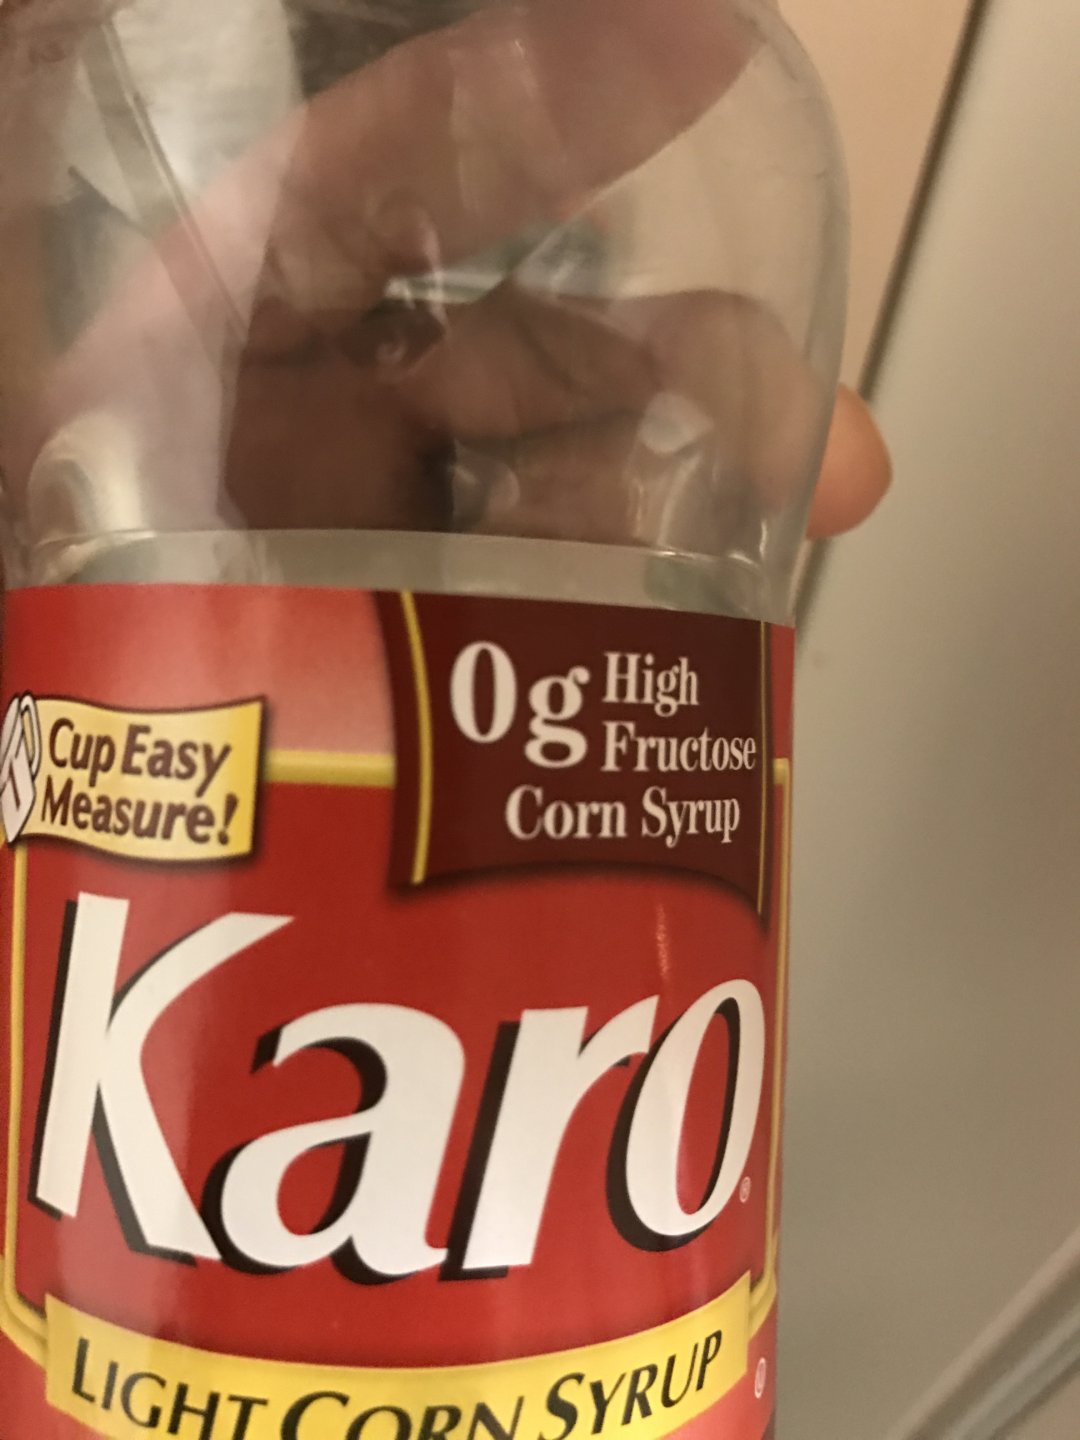 0g High
Fructose
Corn Syrup
Cup Easy
Measure!
Karo®
LIGHT CORN SYRUP